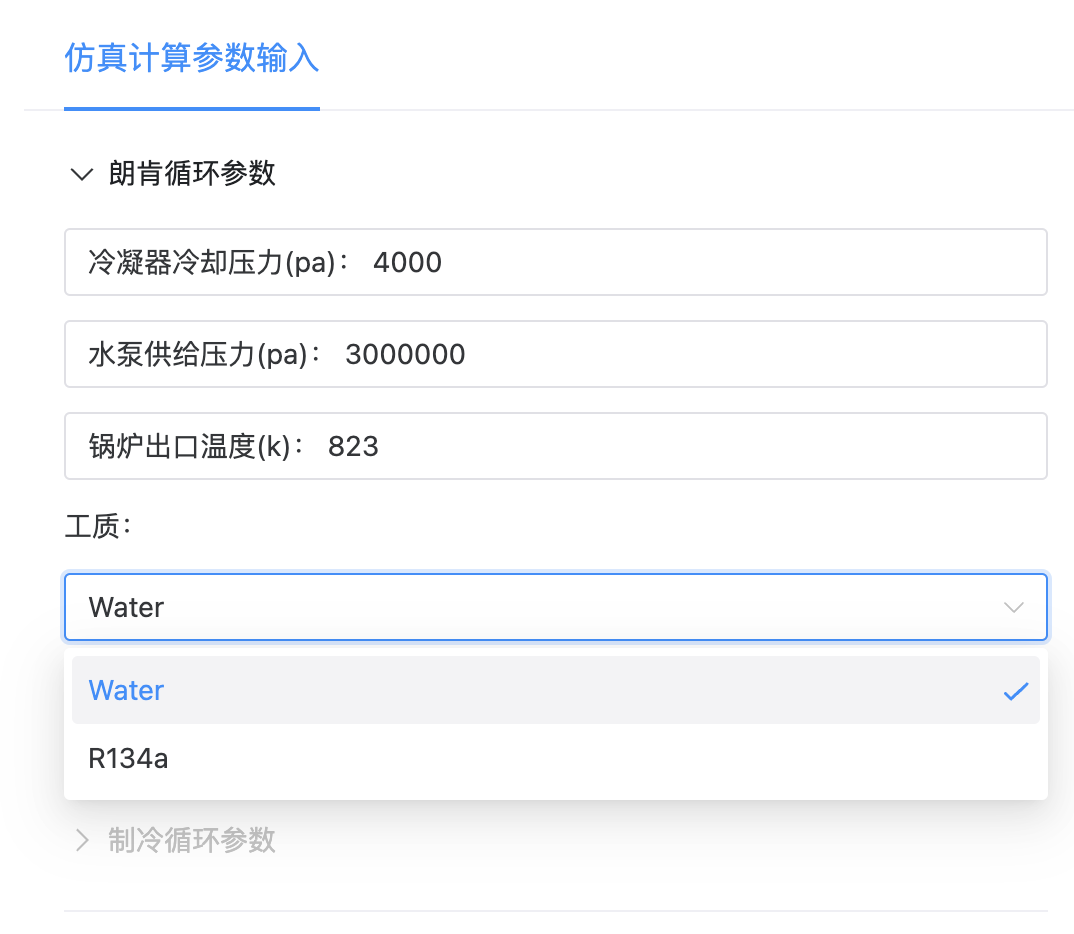 仿真计算参数输入
朗肯循环参数
冷凝器冷却压力(pa)： 4000
水泵供给压力(pa)： 3000000
锅炉出口温度(k)： 823
工质：
Water
Water
R134a
制冷循环参数